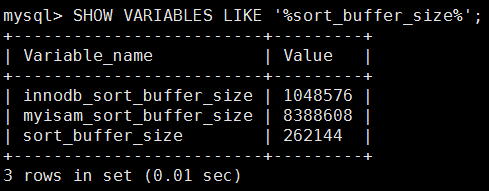 mysql> SHOW VARIABLES LIKE '%sort_buffer_size%';
+-------------------------+---------+
| Variable_name           | Value   |
+-------------------------+---------+
| innodb_sort_buffer_size | 1048576 |
| myisam_sort_buffer_size | 8388608 |
| sort_buffer_size        | 262144  |
+-------------------------+---------+
3 rows in set (0.01 sec)